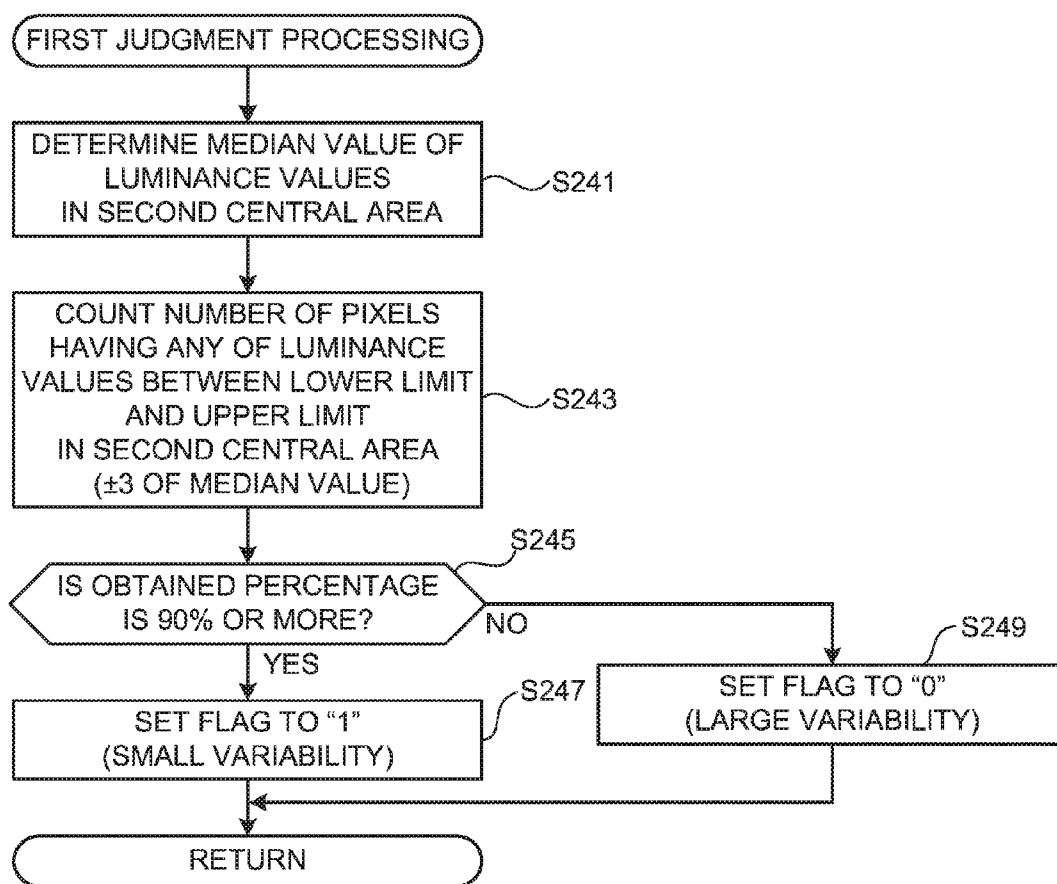 FIRST JUDGMENT PROCESSING
DETERMINE MEDIAN VALUE OF
LUMINANCE VALUES
IN SECOND CENTRAL AREA
S241
COUNT NUMBER OF PIXELS
HAVING ANY OF LUMINANCE
VALUES BETWEEN LOWER LIMIT
AND UPPER LIMIT
IN SECOND CENTRAL AREA
(±3 OF MEDIAN VALUE)
S243
S245
IS OBTAINED PERCENTAGE
IS 90% OR MORE?
NO
YES
S249
SET FLAG TO “0”
(LARGE VARIABILITY)
S247
SET FLAG TO “1”
(SMALL VARIABILITY)
RETURN